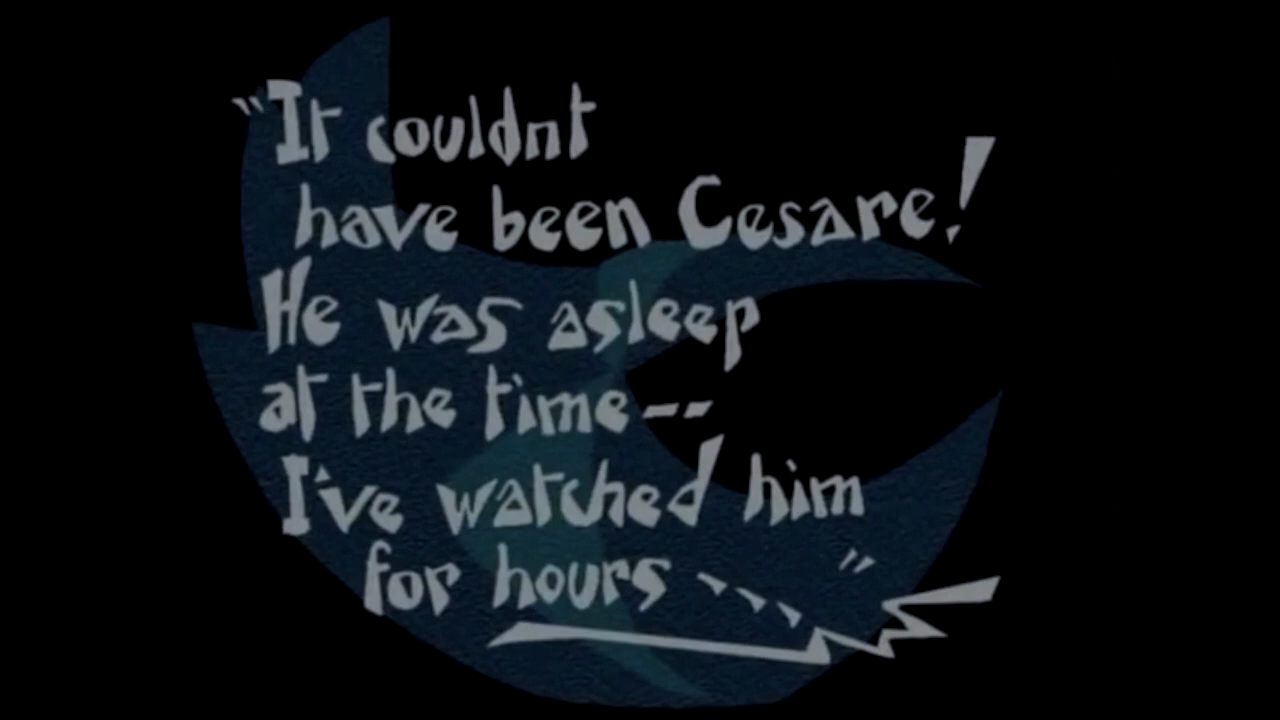 "It couldnt
have been Cesare!
He was asleep
at the time--
I've watched him
for hours ---- "